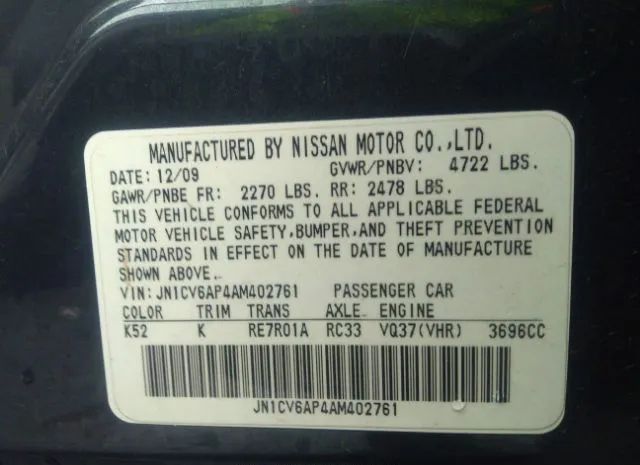 MANUFACTURED BY NISSAN MOTOR CO.,LTD.
DATE: 12/09 GVWR/PNBV: 4722 LBS.
GAWR/PNBE FR: 2270 LBS. RR: 2478 LBS.
THIS VEHICLE CONFORMS TO ALL APPLICABLE FEDERAL
MOTOR VEHICLE SAFETY,BUMPER,AND THEFT PREVENTION
STANDARDS IN EFFECT ON THE DATE OF MANUFACTURE
SHOWN ABOVE.
VIN: JN1CV6AP4AM402761 PASSENGER CAR
COLOR TRIM TRANS AXLE ENGINE
K52 K RE7R01A RC33 VQ37(VHR) 3696CC
JN1CV6AP4AM402761